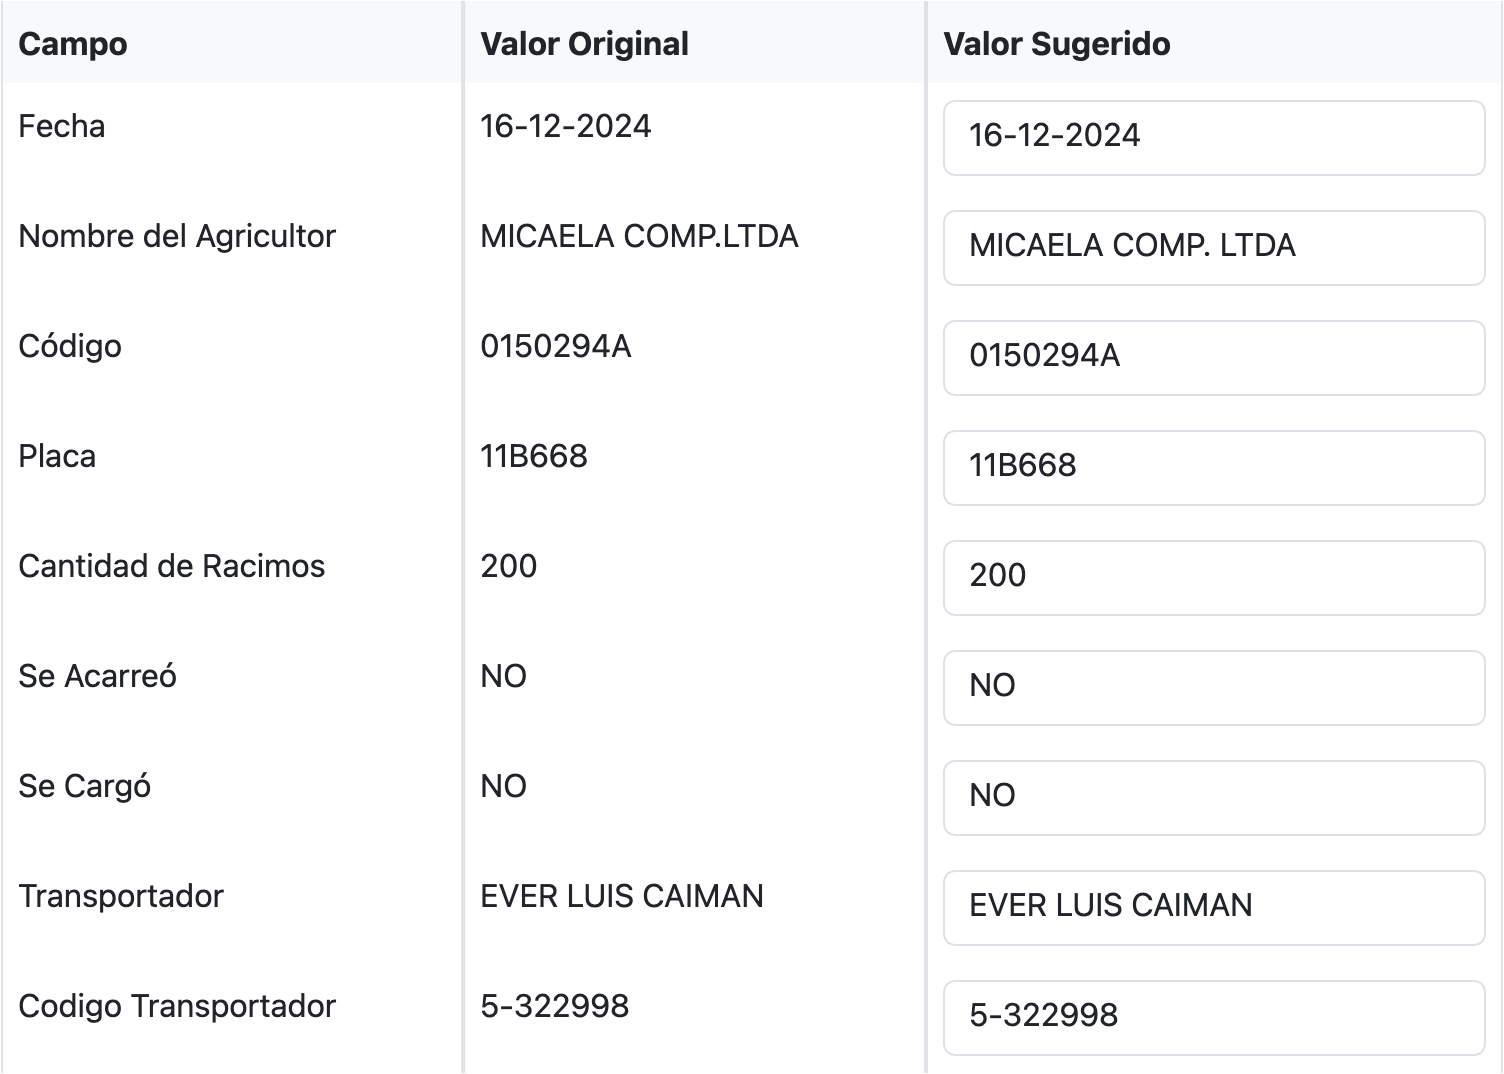 Campo Valor Original Valor Sugerido
Fecha 16-12-2024 16-12-2024
Nombre del Agricultor MICAELA COMP.LTDA MICAELA COMP. LTDA
Código 0150294A 0150294A
Placa 11B668 11B668
Cantidad de Racimos 200 200
Se Acarreó NO NO
Se Cargó NO NO
Transportador EVER LUIS CAIMAN EVER LUIS CAIMAN
Codigo Transportador 5-322998 5-322998